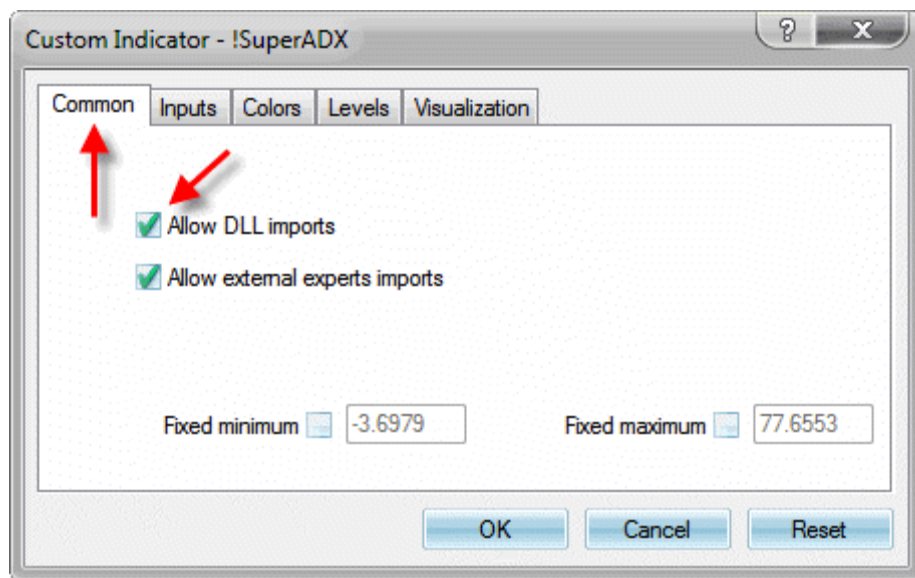 Custom Indicator - !SuperADX
Common Inputs Colors Levels Visualization
Allow DLL imports
Allow external experts imports
Fixed minimum -3.6979 Fixed maximum 77.6553
OK Cancel Reset